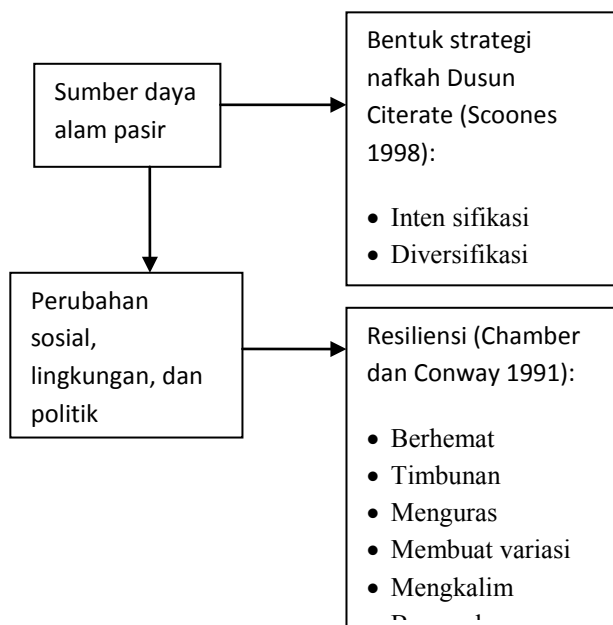 Sumber daya
alam pasir
Bentuk strategi
nafkah Dusun
Citerate (Scoones
1998):
• Inten sifikasi
• Diversifikasi
Perubahan
sosial,
lingkungan, dan
politik
Resiliensi (Chamber
dan Conway 1991):
• Berhemat
• Timbunan
• Menguras
• Membuat variasi
• Mengkalim